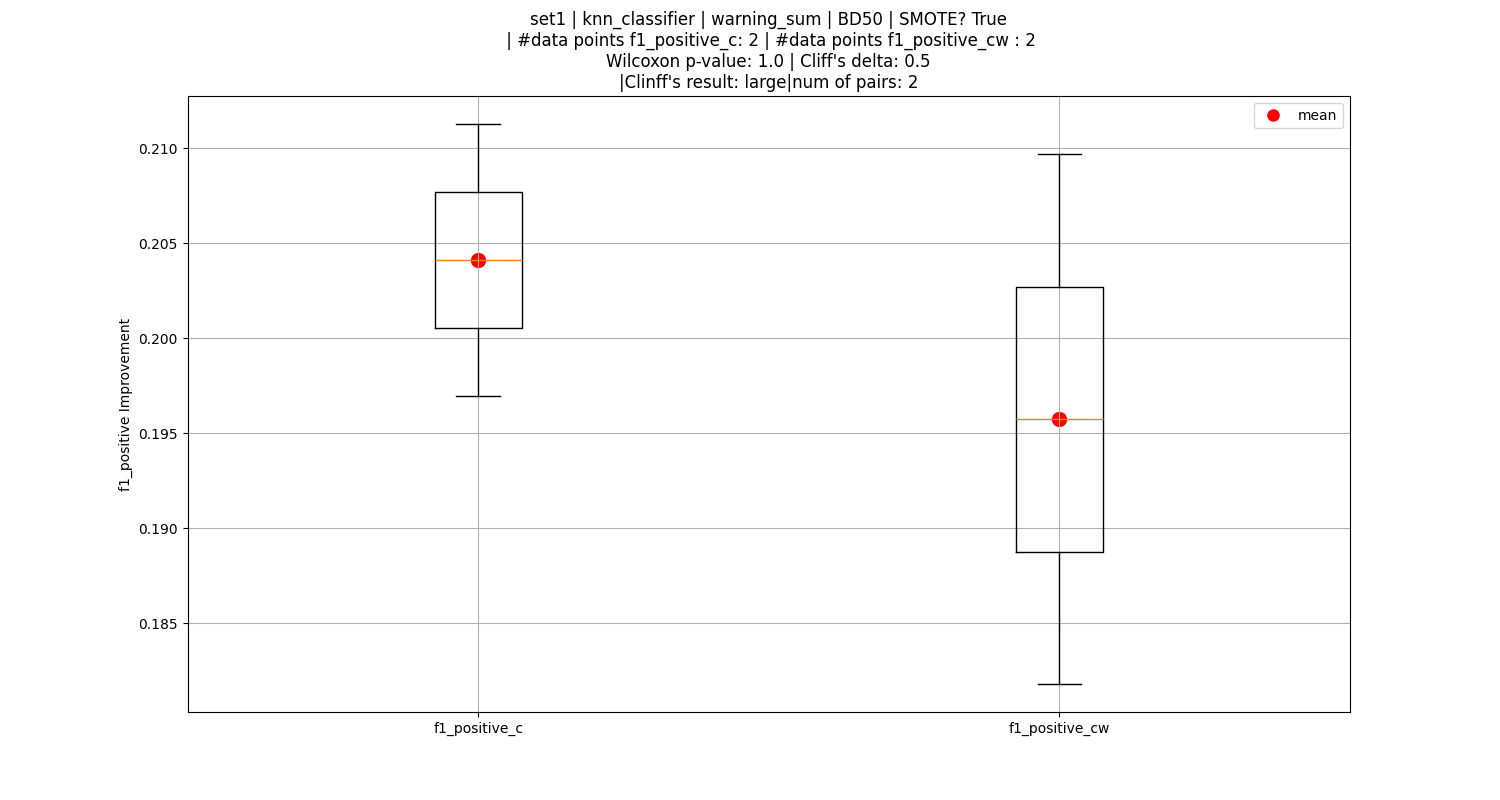 set1 | knn_classifier | warning_sum | BD50 | SMOTE? True
| #data points f1_positive_c: 2 | #data points f1_positive_cw : 2
Wilcoxon p-value: 1.0 | Cliff's delta: 0.5
|Clinff's result: large|num of pairs: 2
mean
0.210
0.205
0.200
0.195
0.190
0.185
f1_positive Improvement
f1_positive_c
f1_positive_cw